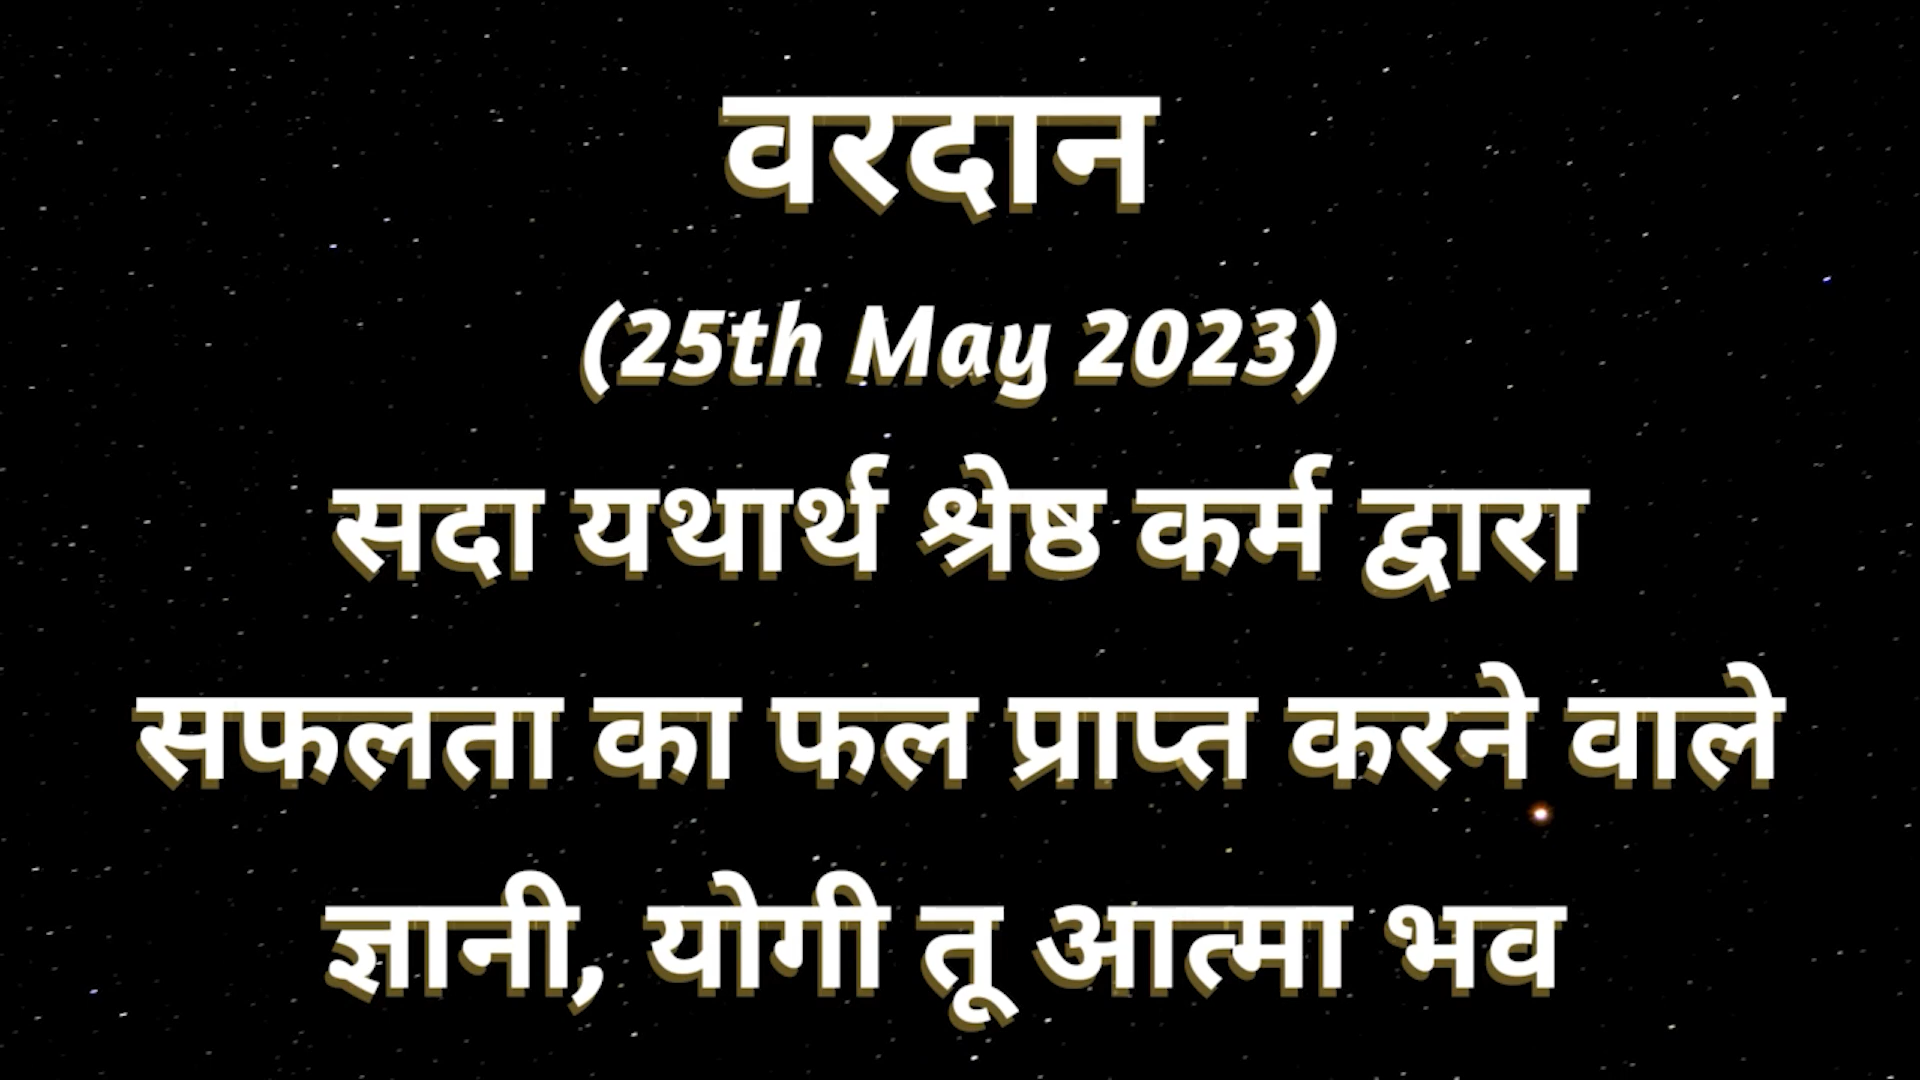 वरदान
(25th May 2023)
सदा यथार्थ श्रेष्ठ कर्म द्वारा
सफलता का फल प्राप्त करने वाले
ज्ञानी, योगी तू आत्मा भव